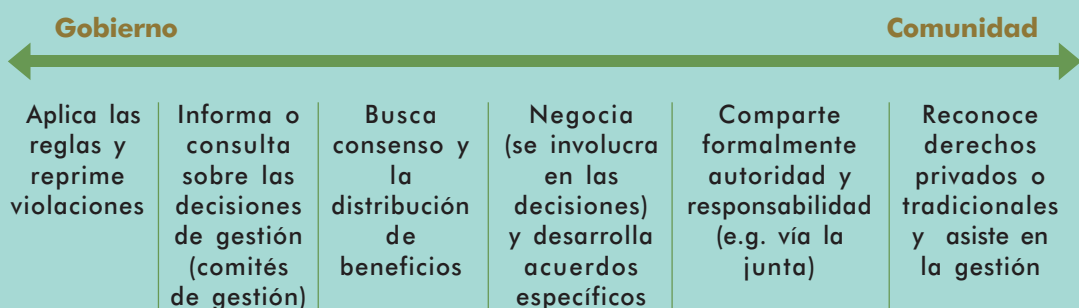 Gobierno
Comunidad
Aplica las
reglas y
reprime
violaciones
Informa o
consulta
sobre las
decisiones
de gestión
(comités
de gestión)
Busca
consenso y
la
distribución
de
beneficios
Negocia
(se involucra
en las
decisiones)
y desarrolla
acuerdos
específicos
Comparte
formalmente
autoridad y
responsabilidad
(e.g. vía la
junta)
Reconoce
derechos
privados o
tradicionales
y asiste en
la gestión